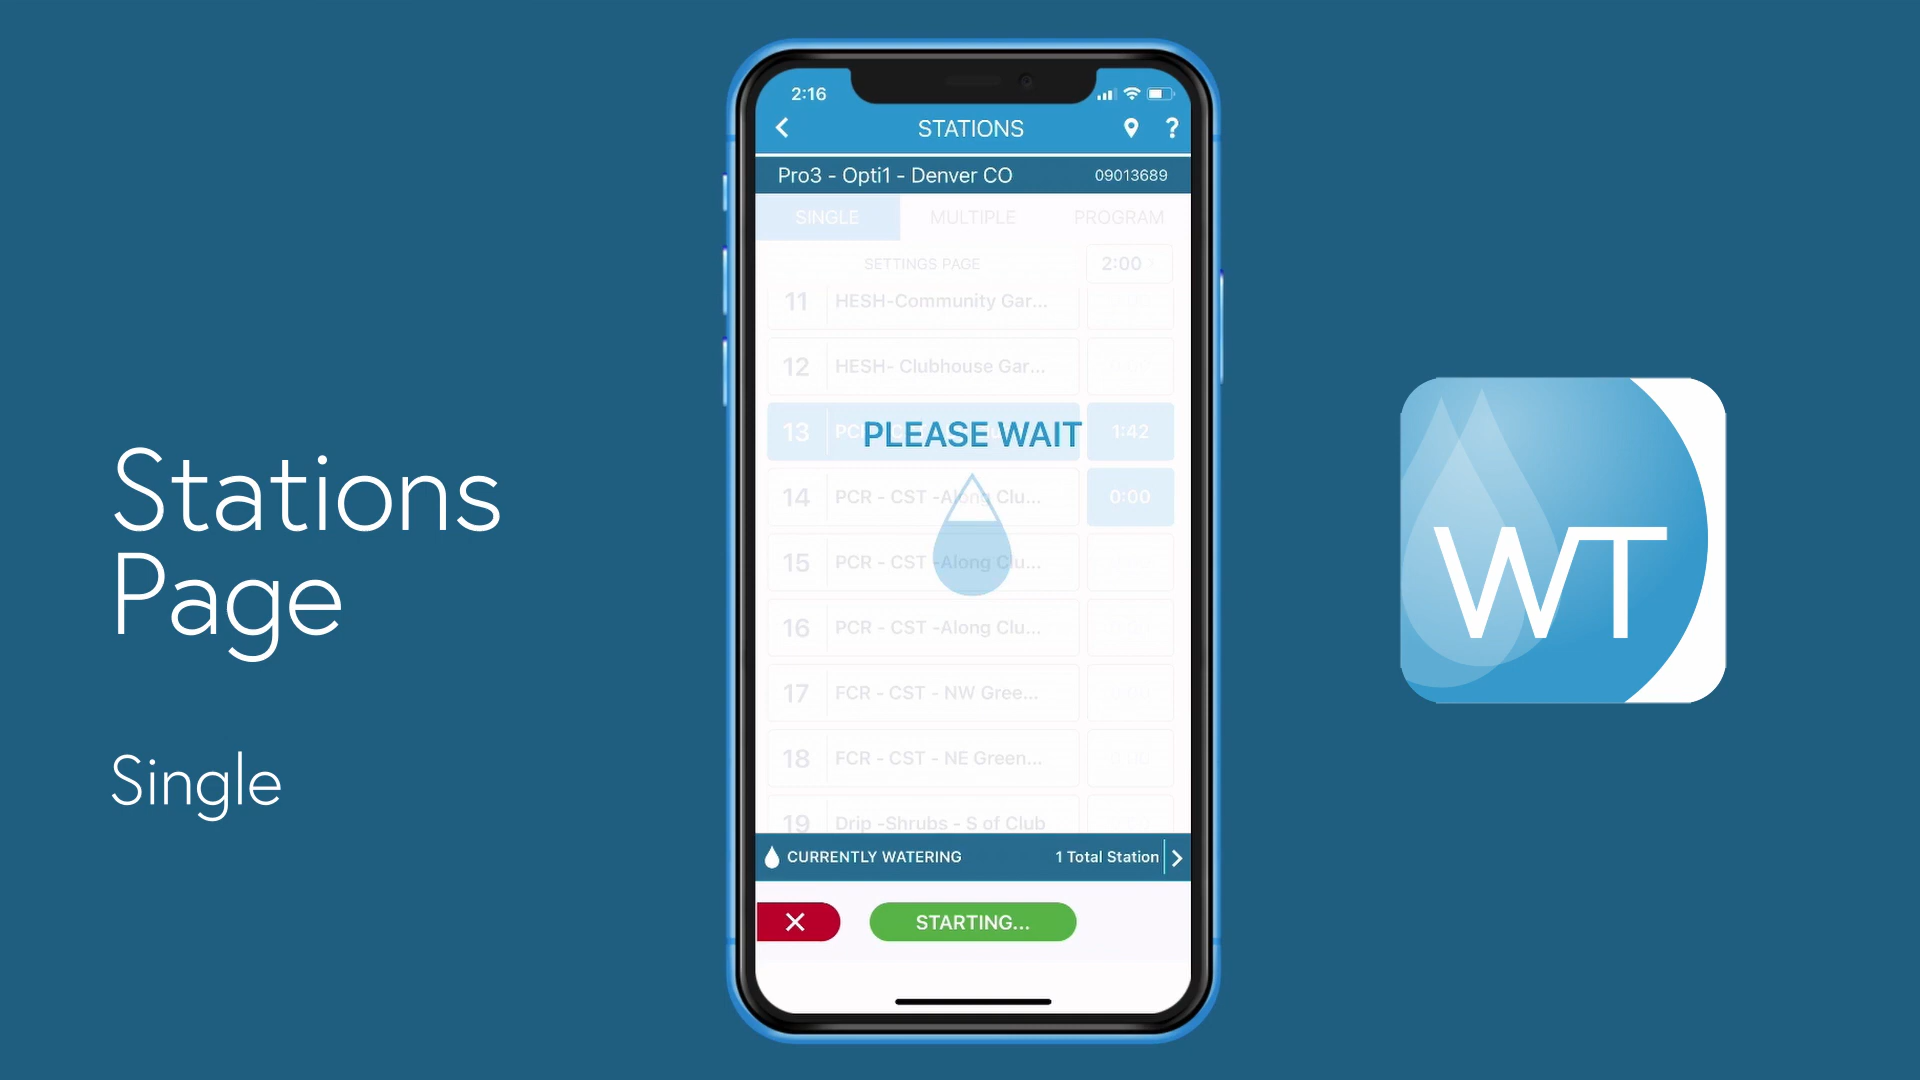 Stations
Page
Single
2:16
STATIONS
?
Pro3 - Opti1 - Denver CO 09013689
SINGLE MULTIPLE PROGRAM
SETTINGS PAGE 2:00
11 HESH-Community Gar...
12 HESH- Clubhouse Gar...
13 1:42
PLEASE WAIT
14 PCR - CST -Along Clu... 0:00
15 PCR - CST -Along Clu...
16 PCR - CST -Along Clu...
17 FCR - CST - NW Gree...
18 FCR - CST - NE Green...
19 Drip -Shrubs - S of Club
CURRENTLY WATERING 1 Total Station
STARTING...
WT